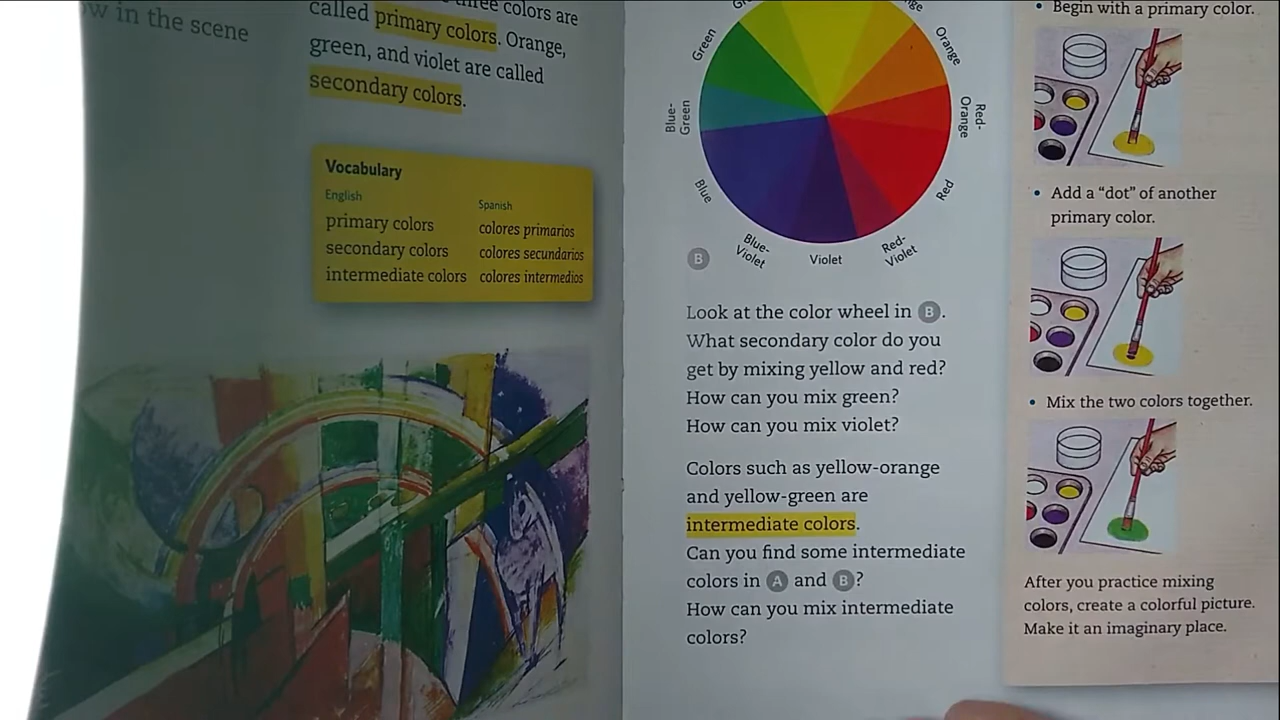 ow in the scene
three colors are
called primary colors. Orange,
green, and violet are called
secondary colors.
Vocabulary
English
Spanish
primary colors
colores primarios
secondary colors
colores secundarios
intermediate colors
colores intermedios
Green
Orange
Blue-
Green
Red-
Orange
Blue
Red
Blue-
Violet
Violet
Red-
Violet
B
Look at the color wheel in B.
What secondary color do you
get by mixing yellow and red?
How can you mix green?
How can you mix violet?
Colors such as yellow-orange
and yellow-green are
intermediate colors.
Can you find some intermediate
colors in A and B?
How can you mix intermediate
colors?
• Begin with a primary color.
• Add a “dot” of another
primary color.
• Mix the two colors together.
After you practice mixing
colors, create a colorful picture.
Make it an imaginary place.